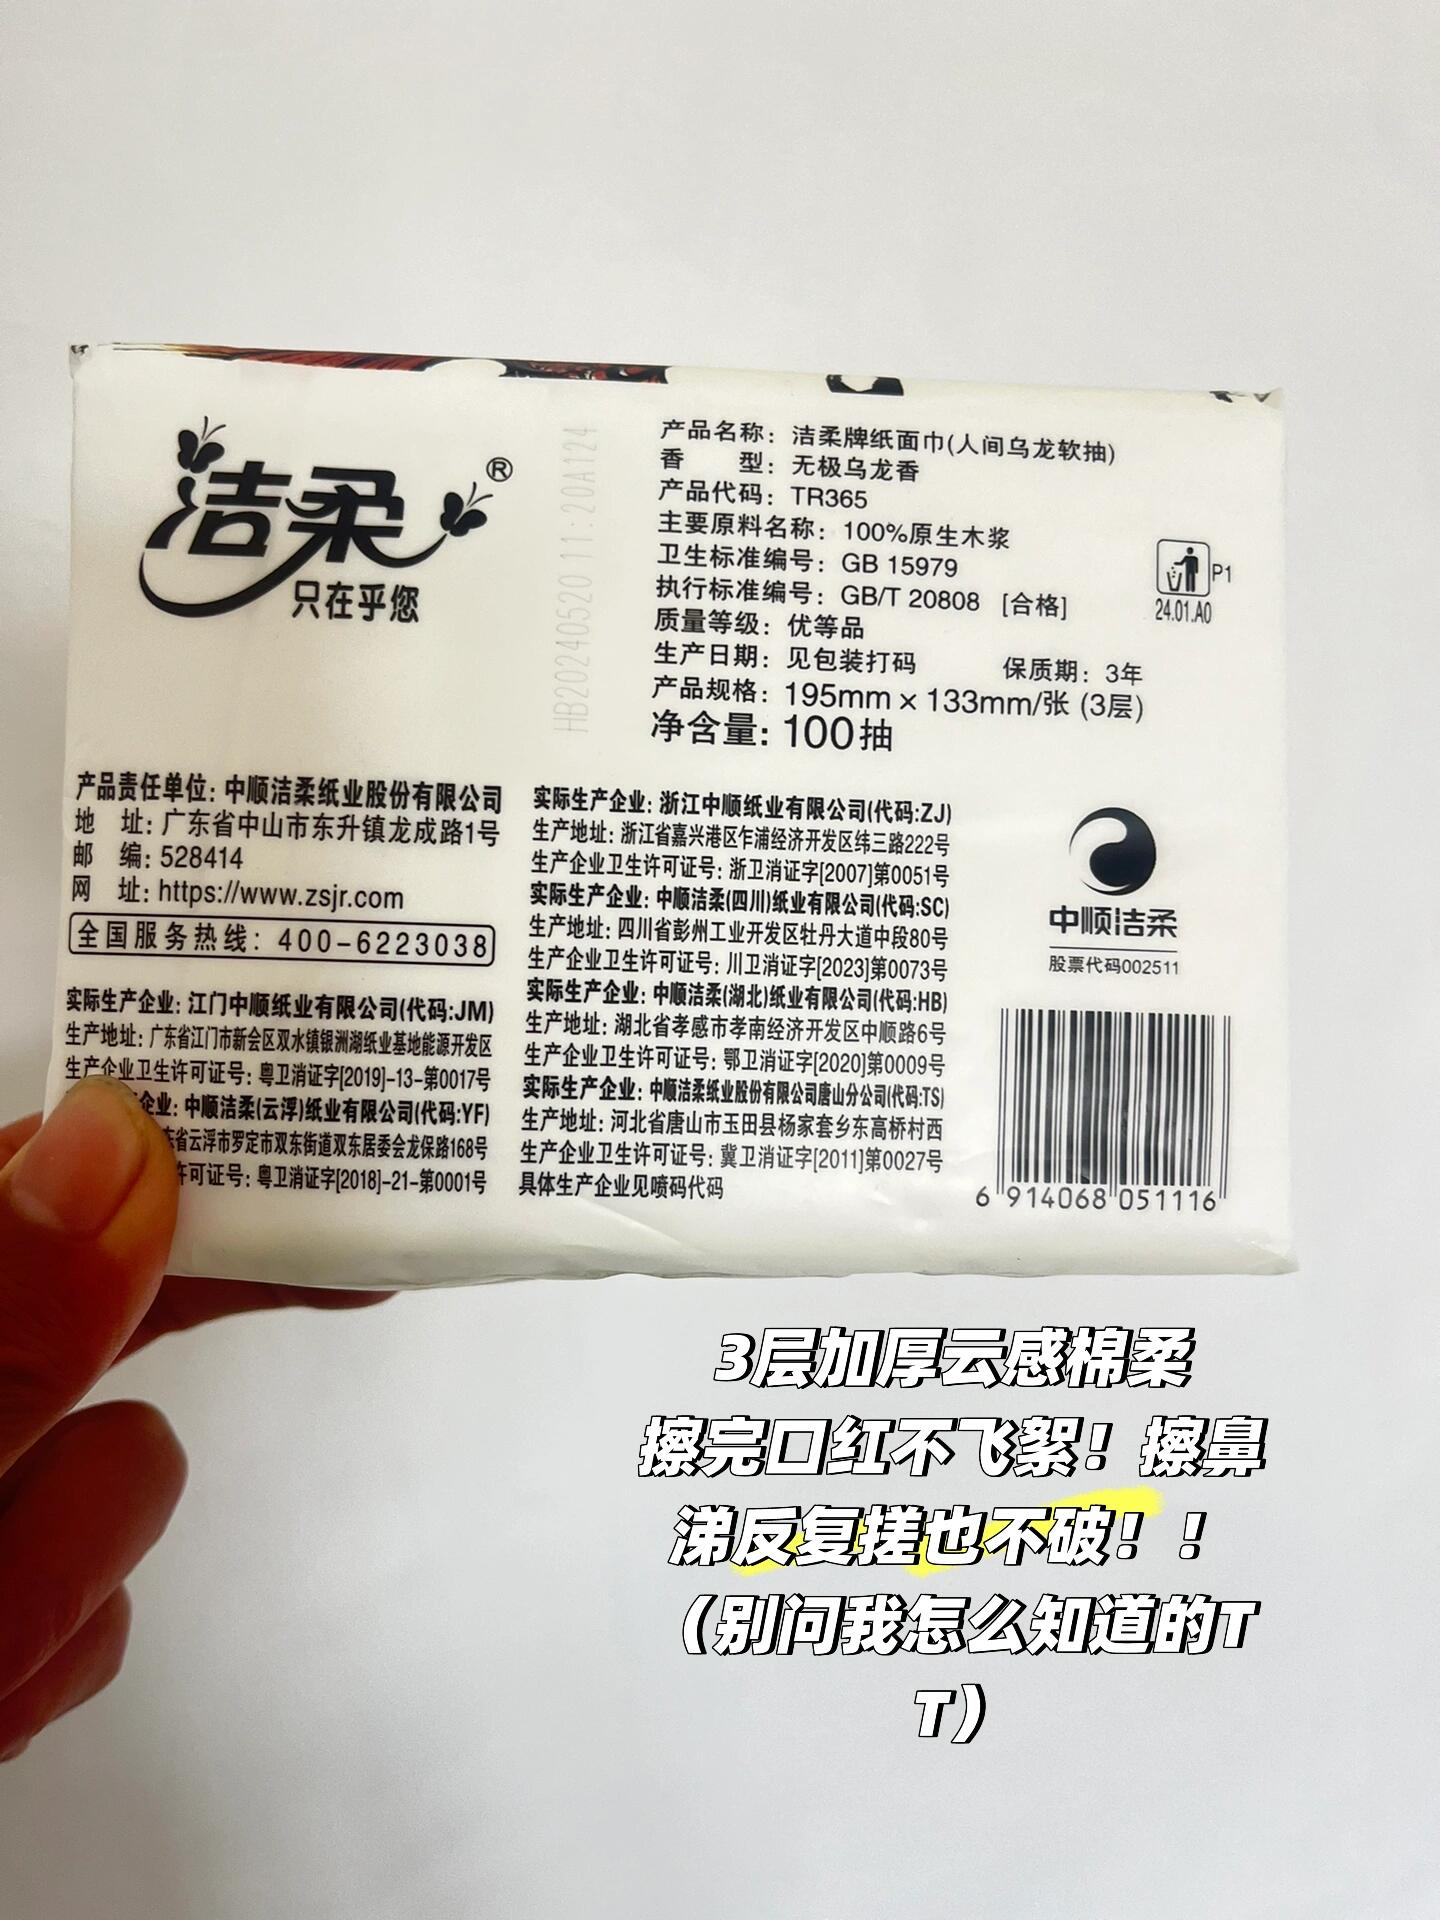 洁柔®
只在乎您
HB20240520 11:20A124
产品名称：洁柔牌纸面巾(人间乌龙软抽)
香 型：无极乌龙香
产品代码：TR365
主要原料名称：100%原生木浆
卫生标准编号：GB 15979
执行标准编号：GB/T 20808 [合格]
质量等级：优等品
生产日期：见包装打码 保质期：3年
产品规格：195mm×133mm/张 (3层)
净含量：100抽
P1
24.01.A0
产品责任单位：中顺洁柔纸业股份有限公司
地 址：广东省中山市东升镇龙成路1号
邮 编：528414
网 址：https://www.zsjr.com
全国服务热线：400-6223038
实际生产企业：江门中顺纸业有限公司(代码:JM)
生产地址：广东省江门市新会区双水镇银洲湖纸业基地能源开发区
生产企业卫生许可证号：粤卫消证字[2019]-13-第0017号
企业：中顺洁柔(云浮)纸业有限公司(代码:YF)
东省云浮市罗定市双东街道双东居委会龙保路168号
许可证号：粤卫消证字[2018]-21-第0001号
实际生产企业：浙江中顺纸业有限公司(代码:ZJ)
生产地址：浙江省嘉兴港区乍浦经济开发区纬三路222号
生产企业卫生许可证号：浙卫消证字[2007]第0051号
实际生产企业：中顺洁柔(四川)纸业有限公司(代码:SC)
生产地址：四川省彭州工业开发区牡丹大道中段80号
生产企业卫生许可证号：川卫消证字[2023]第0073号
实际生产企业：中顺洁柔(湖北)纸业有限公司(代码:HB)
生产地址：湖北省孝感市孝南经济开发区中顺路6号
生产企业卫生许可证号：鄂卫消证字[2020]第0009号
实际生产企业：中顺洁柔纸业股份有限公司唐山分公司(代码:TS)
生产地址：河北省唐山市玉田县杨家套乡东高桥村西
生产企业卫生许可证号：冀卫消证字[2011]第0027号
具体生产企业见喷码代码
中顺洁柔
股票代码002511
6 914068 051116
3层加厚云感棉柔
擦完口红不飞絮！擦鼻
涕反复搓也不破！！
（别问我怎么知道的T
T）